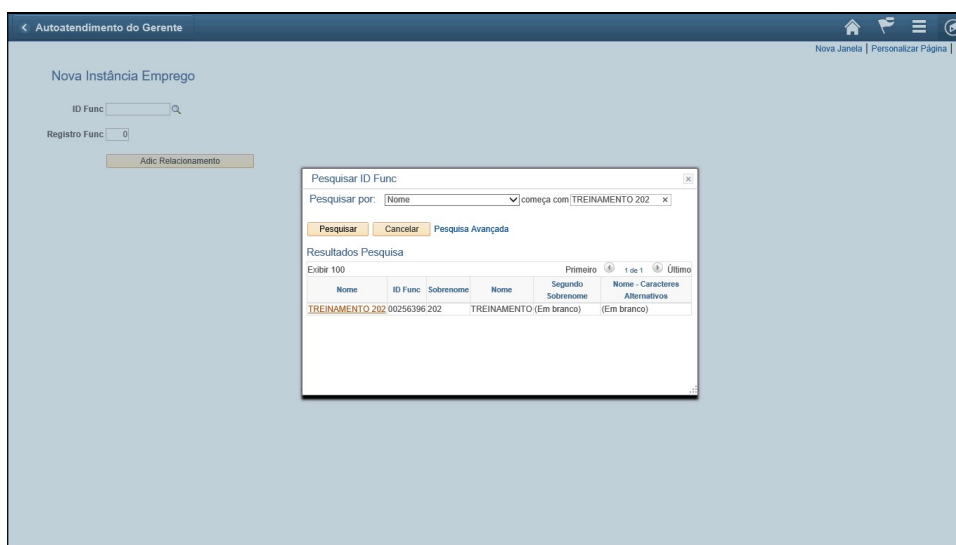 Autoatendimento do Gerente
Nova Janela | Personalizar Página |
Nova Instância Emprego
ID Func
Registro Func 0
Adic Relacionamento
Pesquisar ID Func
Pesquisar por: Nome começa com TREINAMENTO 202
Pesquisar Cancelar Pesquisa Avançada
Resultados Pesquisa
Exibir 100 Primeiro 1 de 1 Último
Nome ID Func Sobrenome Nome Segundo Sobrenome Nome - Caracteres Alternativos
TREINAMENTO 202 00256396 202 TREINAMENTO (Em branco) (Em branco)